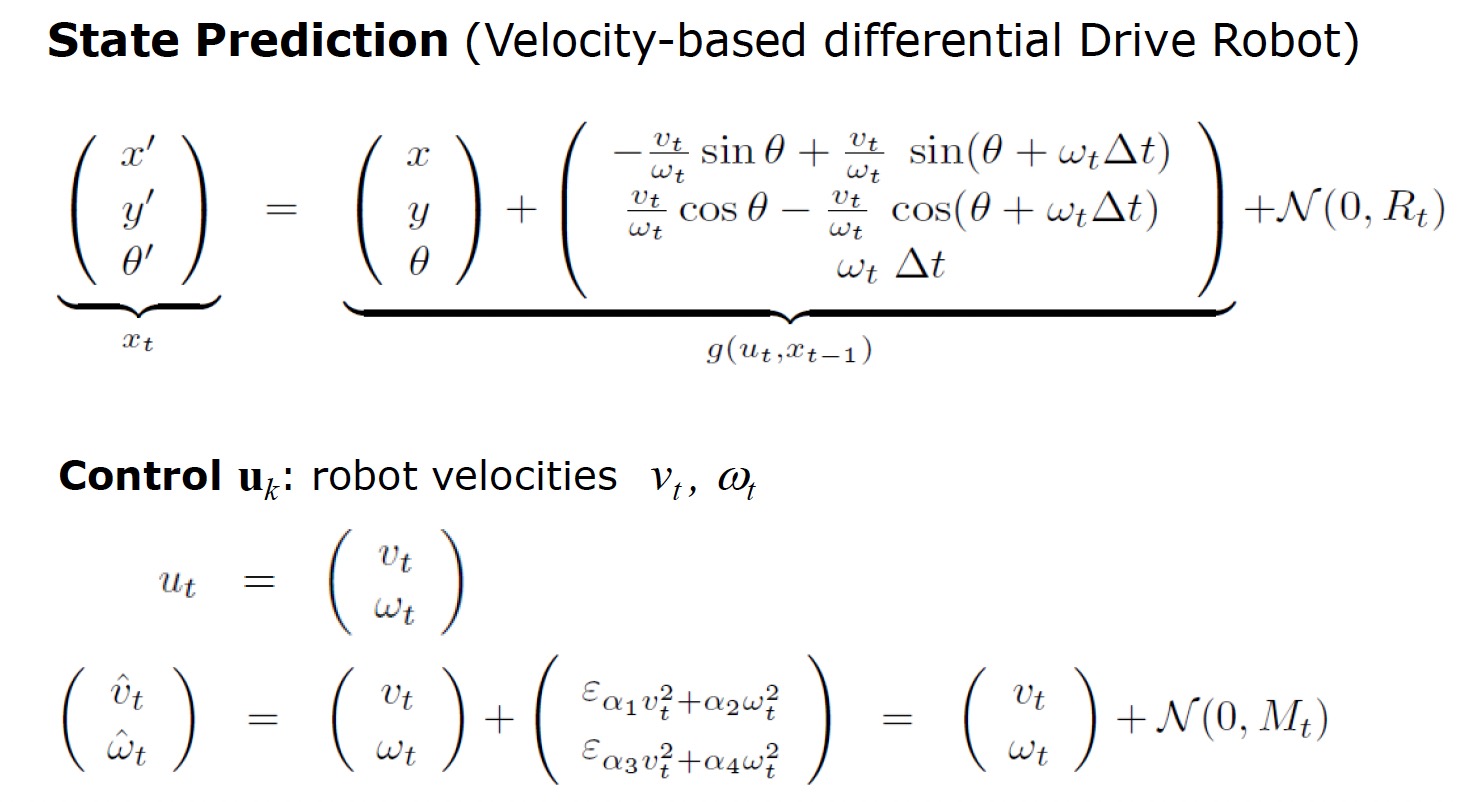 State Prediction (Velocity-based differential Drive Robot)
$\underbrace{\begin{pmatrix} x' \\ y' \\ \theta' \end{pmatrix}}_{x_t} = \underbrace{\begin{pmatrix} x \\ y \\ \theta \end{pmatrix} + \begin{pmatrix} -\frac{v_t}{\omega_t} \sin\theta + \frac{v_t}{\omega_t} \sin(\theta + \omega_t \Delta t) \\ \frac{v_t}{\omega_t} \cos\theta - \frac{v_t}{\omega_t} \cos(\theta + \omega_t \Delta t) \\ \omega_t \Delta t \end{pmatrix}}_{g(u_t, x_{t-1})} + \mathcal{N}(0, R_t)$
Control $\mathbf{u}_k$: robot velocities $v_t, \omega_t$
$u_t = \begin{pmatrix} v_t \\ \omega_t \end{pmatrix}$
$\begin{pmatrix} \hat{v}_t \\ \hat{\omega}_t \end{pmatrix} = \begin{pmatrix} v_t \\ \omega_t \end{pmatrix} + \begin{pmatrix} \varepsilon_{\alpha_1 v_t^2 + \alpha_2 \omega_t^2} \\ \varepsilon_{\alpha_3 v_t^2 + \alpha_4 \omega_t^2} \end{pmatrix} = \begin{pmatrix} v_t \\ \omega_t \end{pmatrix} + \mathcal{N}(0, M_t)$